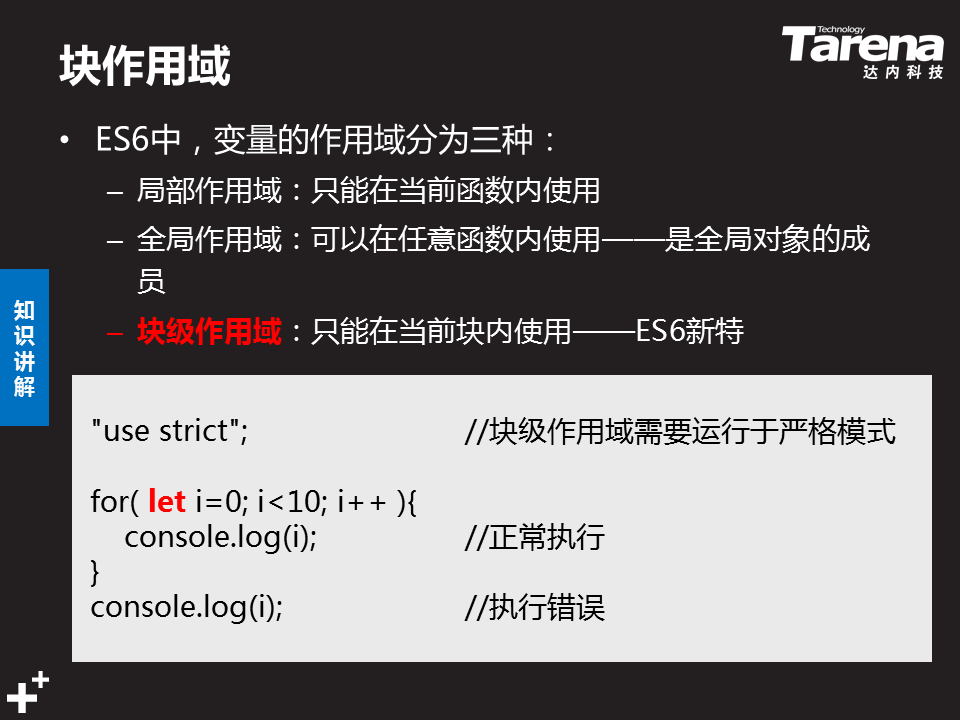 块作用域
Technology
Tarena
达内科技
• ES6中，变量的作用域分为三种：
– 局部作用域：只能在当前函数内使用
– 全局作用域：可以在任意函数内使用——是全局对象的成
员
– 块级作用域：只能在当前块内使用——ES6新特
知识讲解
"use strict"; //块级作用域需要运行于严格模式
for( let i=0; i<10; i++ ){
console.log(i); //正常执行
}
console.log(i); //执行错误